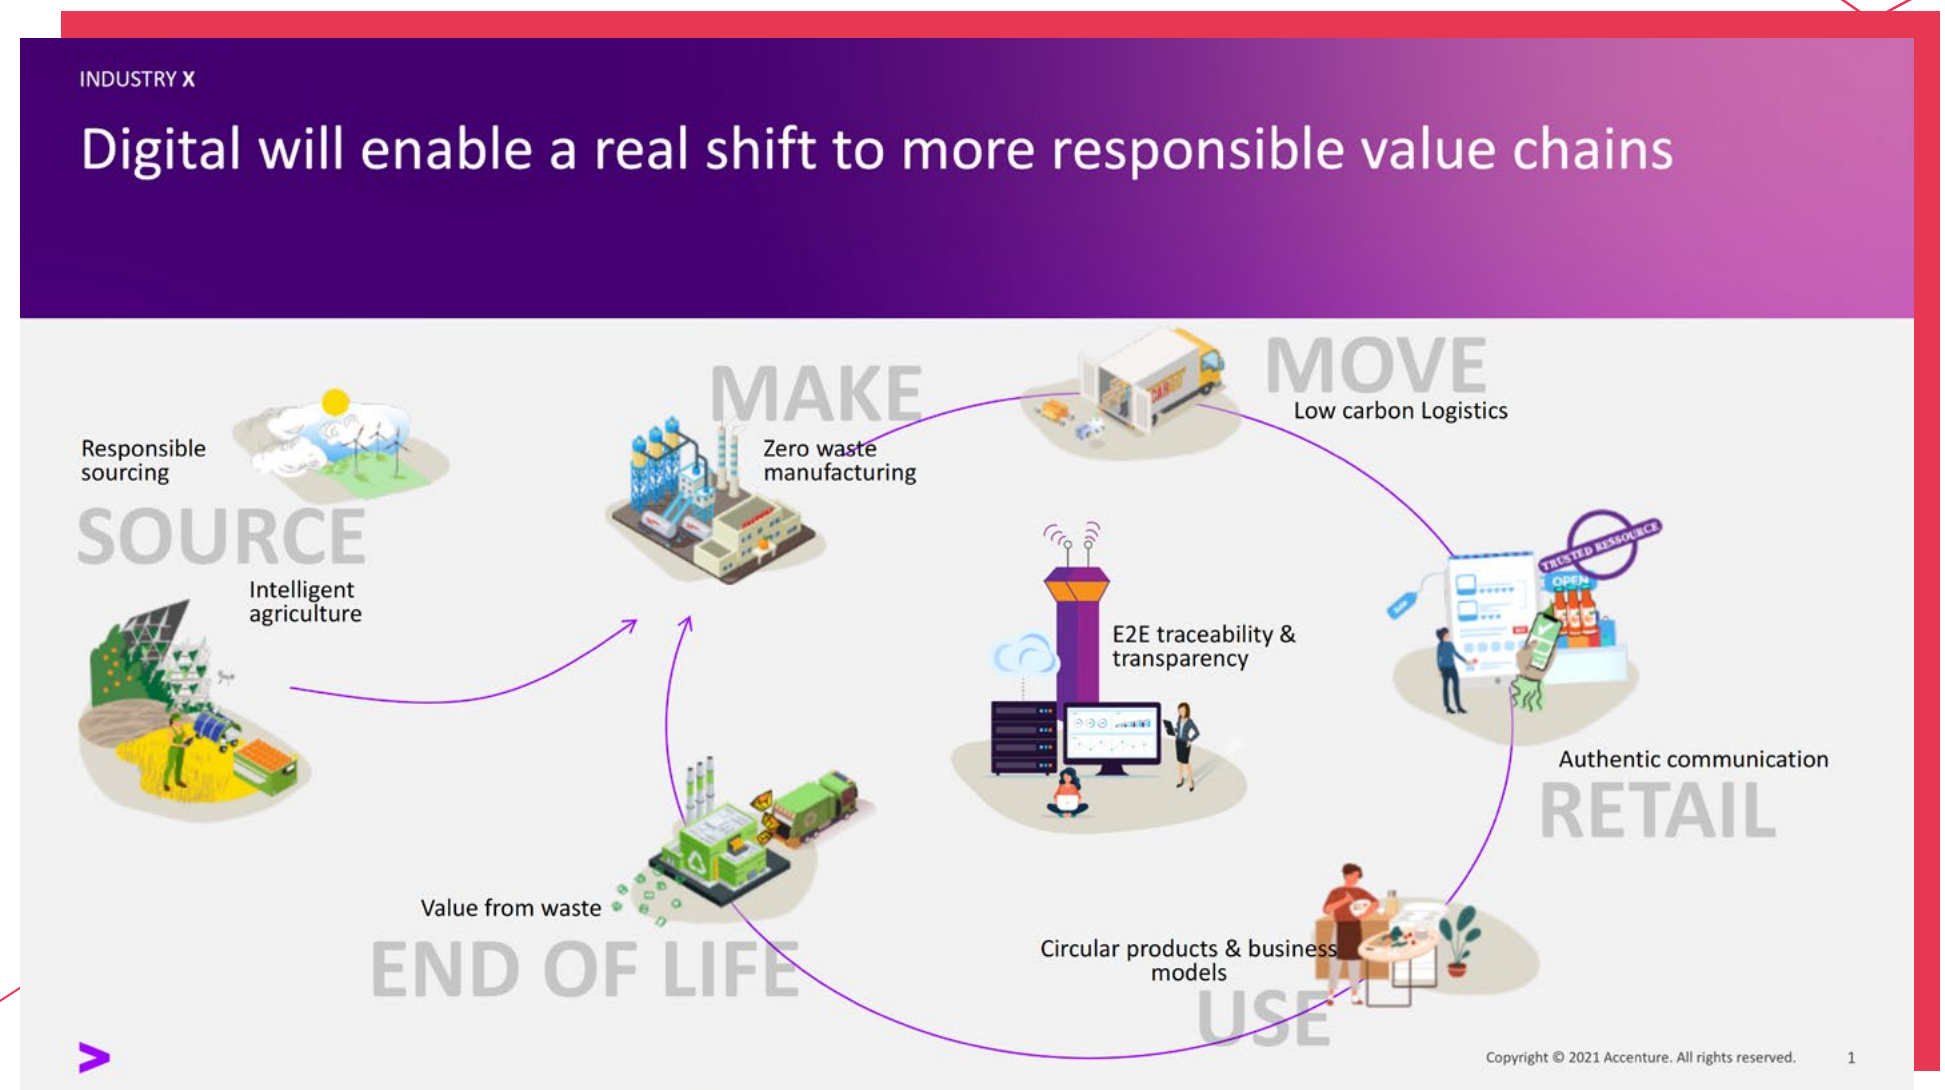 INDUSTRY X
Digital will enable a real shift to more responsible value chains
MAKE
Zero waste
manufacturing
MOVE
Low carbon Logistics
CARGO
Responsible
sourcing
SOURCE
Intelligent
agriculture
TRUSTED RESSOURCE
OPEN
E2E traceability &
transparency
Authentic communication
RETAIL
Value from waste
END OF LIFE
Circular products & business
models
USE
>
Copyright © 2021 Accenture. All rights reserved.
1